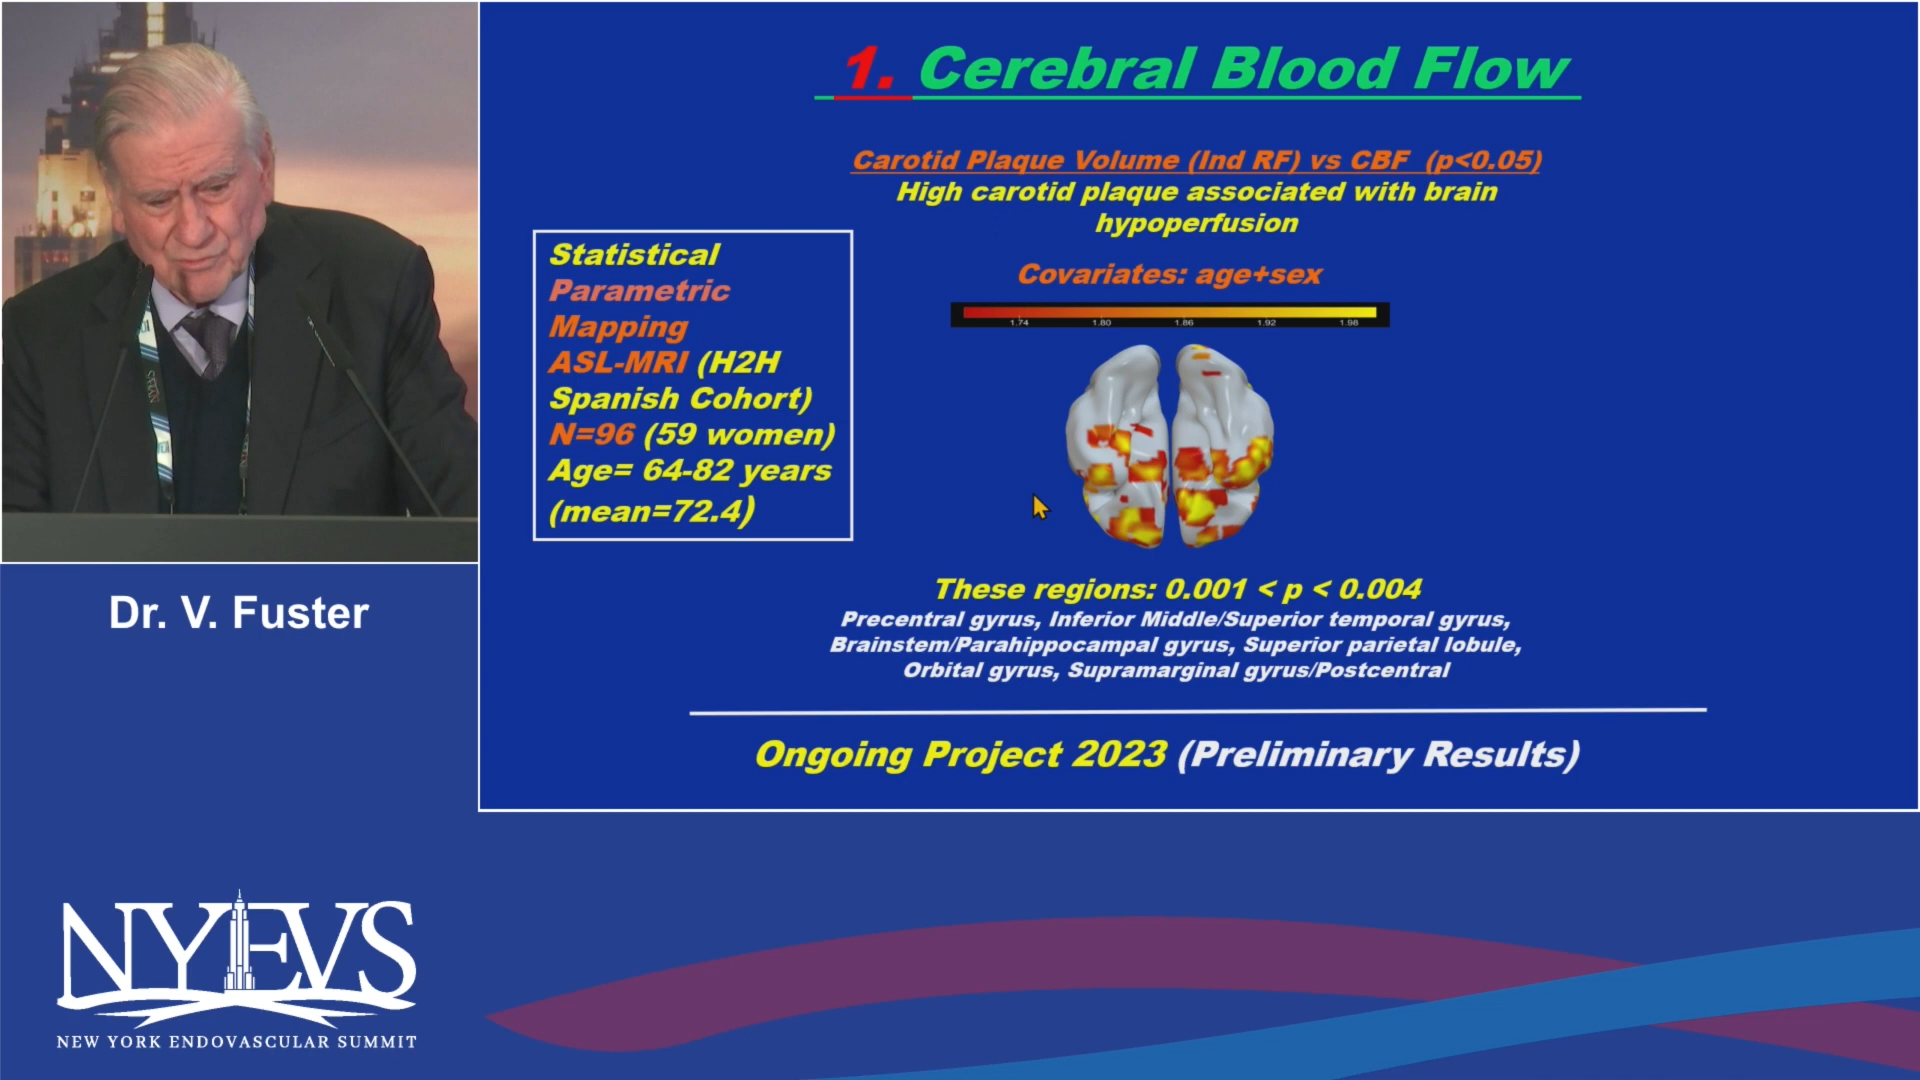 1. Cerebral Blood Flow
Carotid Plaque Volume (Ind RF) vs CBF (p<0.05)
High carotid plaque associated with brain
hypoperfusion
Statistical
Parametric
Mapping
ASL-MRI (H2H
Spanish Cohort)
N=96 (59 women)
Age= 64-82 years
(mean=72.4)
Covariates: age+sex
1.74 1.80 1.86 1.92 1.98
These regions: 0.001 < p < 0.004
Precentral gyrus, Inferior Middle/Superior temporal gyrus,
Brainstem/Parahippocampal gyrus, Superior parietal lobule,
Orbital gyrus, Supramarginal gyrus/Postcentral
Ongoing Project 2023 (Preliminary Results)
Dr. V. Fuster
NYEVS
NEW YORK ENDOVASCULAR SUMMIT